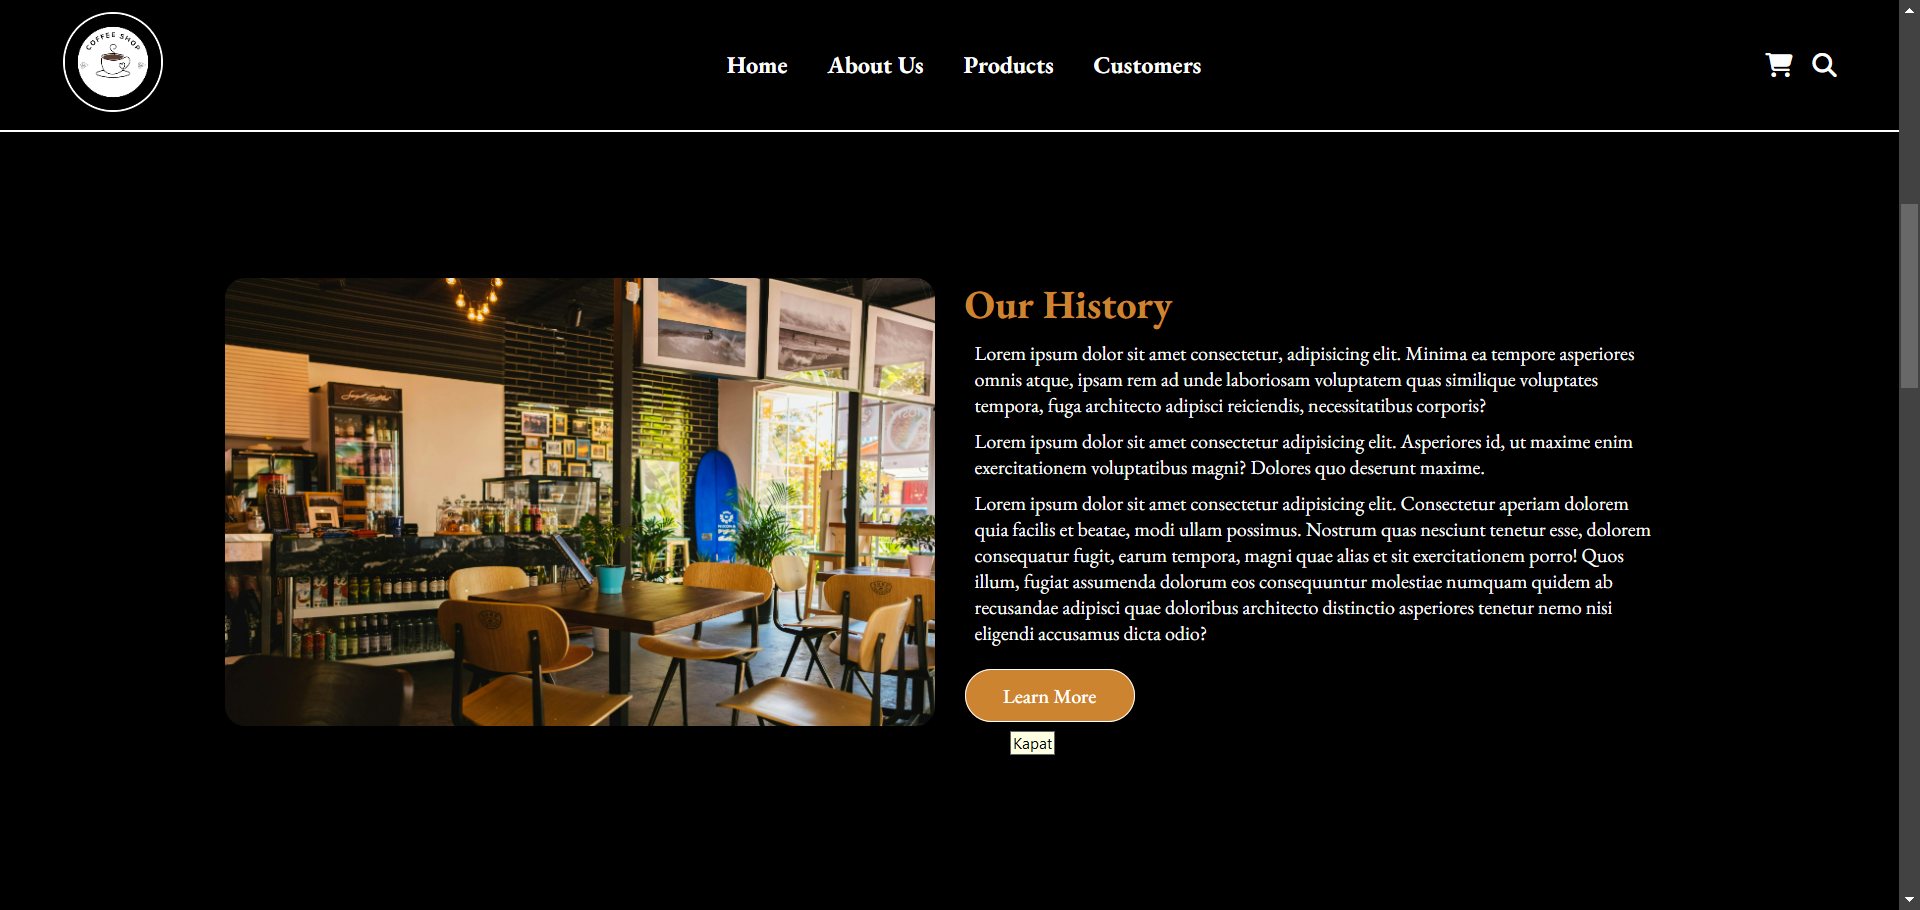 COFFEE SHOP
Home
About Us
Products
Customers
Our History
Lorem ipsum dolor sit amet consectetur, adipisicing elit. Minima ea tempore asperiores
omnis atque, ipsam rem ad unde laboriosam voluptatem quas similique voluptates
tempora, fuga architecto adipisci reiciendis, necessitatibus corporis?
Lorem ipsum dolor sit amet consectetur adipisicing elit. Asperiores id, ut maxime enim
exercitationem voluptatibus magni? Dolores quo deserunt maxime.
Lorem ipsum dolor sit amet consectetur adipisicing elit. Consectetur aperiam dolorem
quia facilis et beatae, modi ullam possimus. Nostrum quas nesciunt tenetur esse, dolorem
consequatur fugit, earum tempora, magni quae alias et sit exercitationem porro! Quos
illum, fugiat assumenda dolorum eos consequuntur molestiae numquam quidem ab
recusandae adipisci quae doloribus architecto distinctio asperiores tenetur nemo nisi
eligendi accusamus dicta odio?
Learn More
Kapat